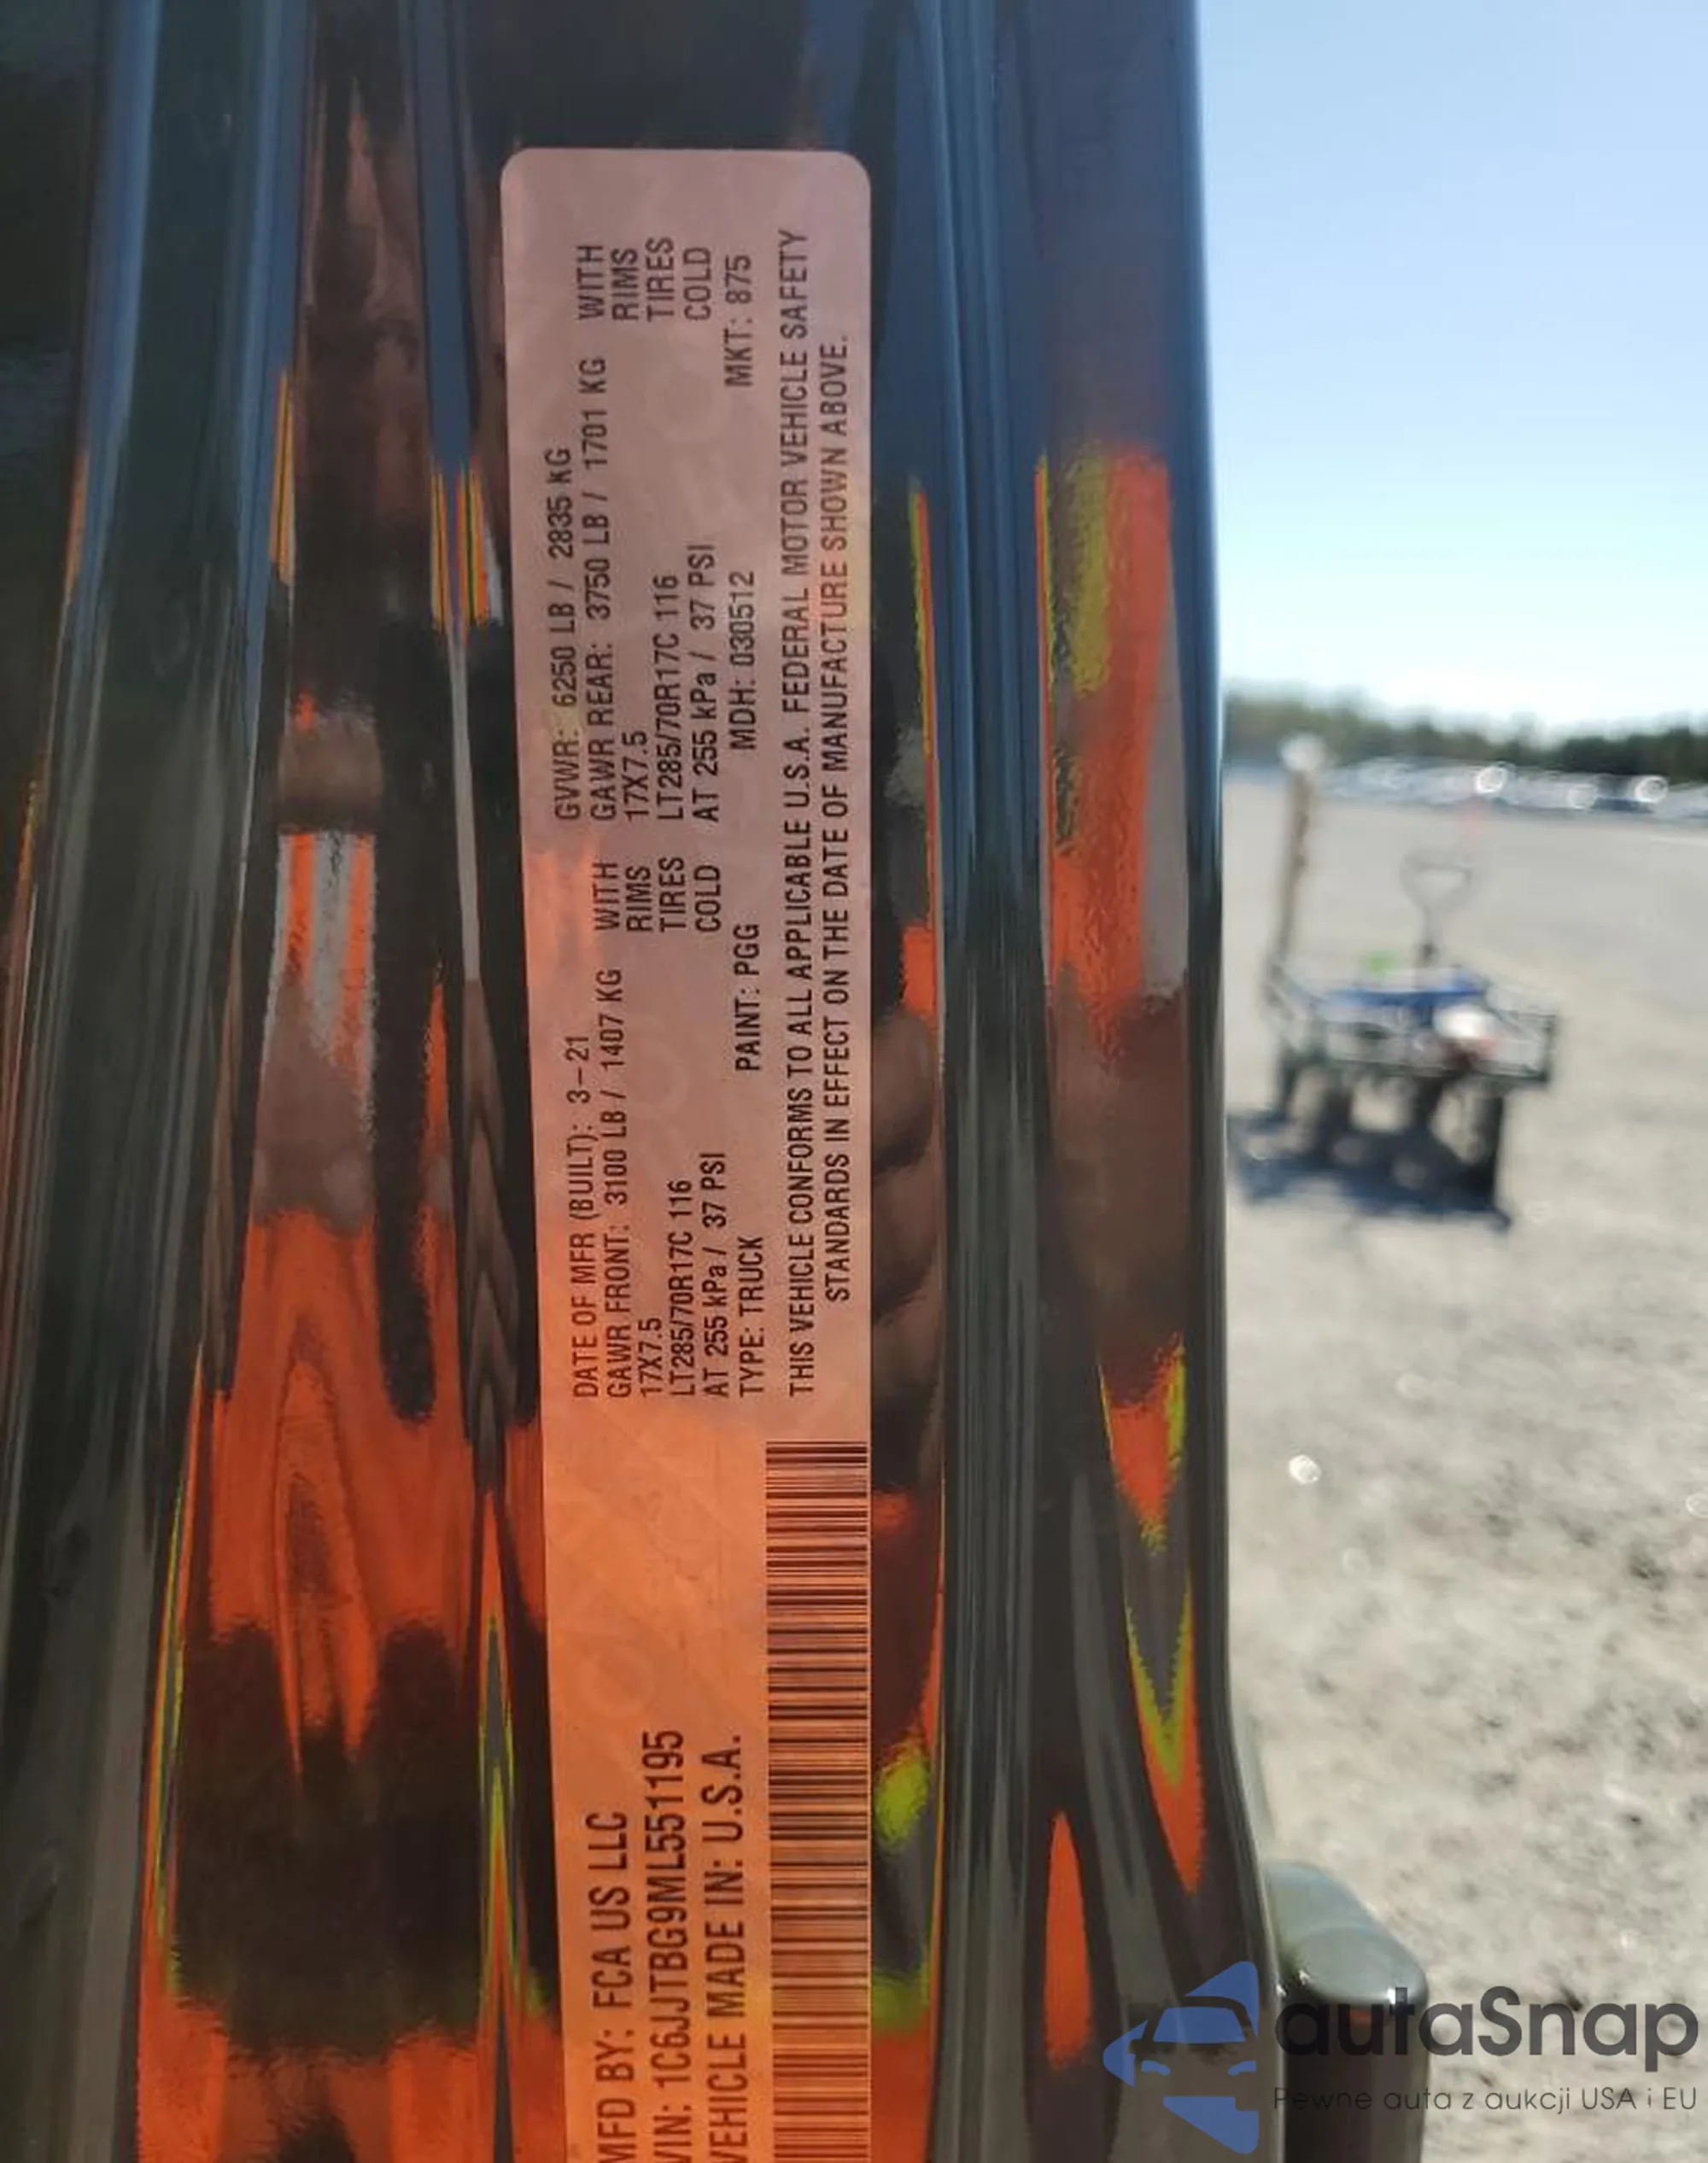 MFD BY: FCA US LLC
VIN: 1C6JJTBG9ML551195
VEHICLE MADE IN: U.S.A.
DATE OF MFR (BUILT): 3-21
GVWR: 6250 LB / 2835 KG
GAWR FRONT: 3100 LB / 1407 KG WITH
17X7.5 RIMS
LT285/70R17C 116 TIRES
AT 255 kPa / 37 PSI COLD
GAWR REAR: 3750 LB / 1701 KG WITH
17X7.5 RIMS
LT285/70R17C 116 TIRES
AT 255 kPa / 37 PSI COLD
TYPE: TRUCK PAINT: PGG MDH: 030512 MKT: 875
THIS VEHICLE CONFORMS TO ALL APPLICABLE U.S.A. FEDERAL MOTOR VEHICLE SAFETY
STANDARDS IN EFFECT ON THE DATE OF MANUFACTURE SHOWN ABOVE.
autaSnap
Pewne auta z aukcji USA i EU